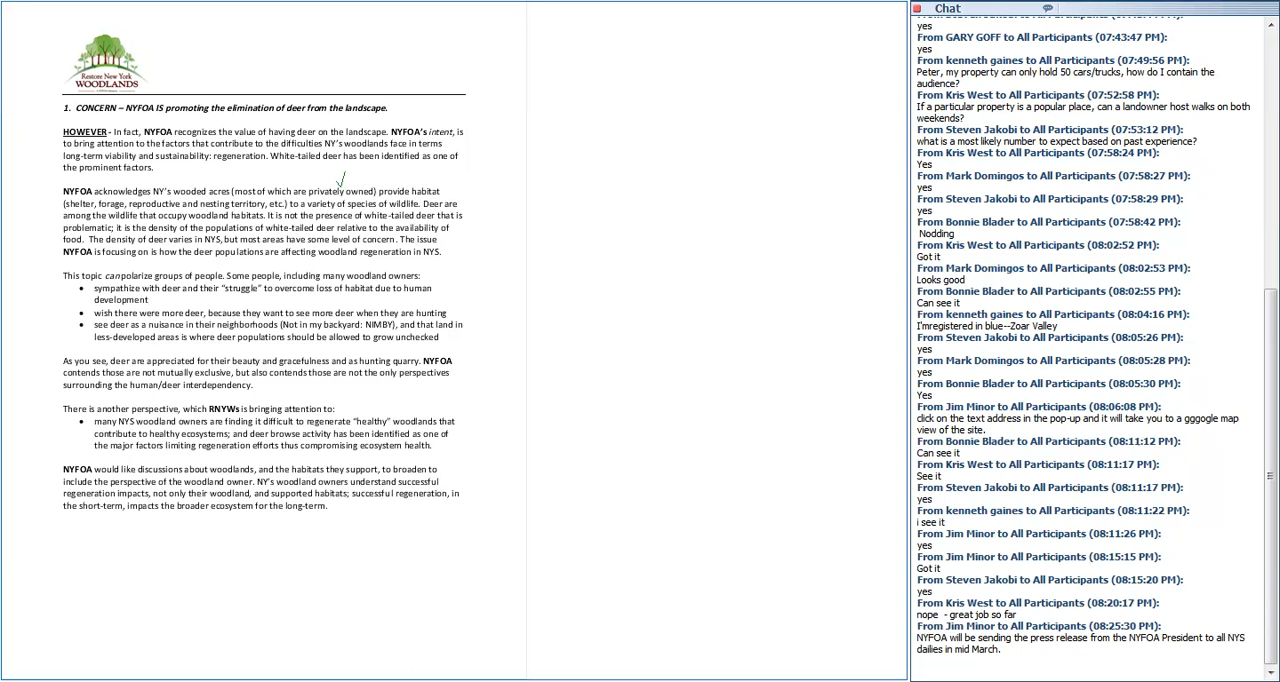 Restore New York
WOODLANDS
1. CONCERN – NYFOA IS promoting the elimination of deer from the landscape.
HOWEVER - In fact, NYFOA recognizes the value of having deer on the landscape. NYFOA's intent, is
to bring attention to the factors that contribute to the difficulties NY's woodlands face in terms
long-term viability and sustainability: regeneration. White-tailed deer has been identified as one of
the prominent factors.
NYFOA acknowledges NY's wooded acres (most of which are privately owned) provide habitat
(shelter, forage, reproductive and nesting territory, etc.) to a variety of species of wildlife. Deer are
among the wildlife that occupy woodland habitats. It is not the presence of white-tailed deer that is
problematic; it is the density of the populations of white-tailed deer relative to the availability of
food. The density of deer varies in NYS, but most areas have some level of concern. The issue
NYFOA is focusing on is how the deer populations are affecting woodland regeneration in NYS.
This topic can polarize groups of people. Some people, including many woodland owners:
• sympathize with deer and their "struggle" to overcome loss of habitat due to human
development
• wish there were more deer, because they want to see more deer when they are hunting
• see deer as a nuisance in their neighborhoods (Not in my backyard: NIMBY), and that land in
less-developed areas is where deer populations should be allowed to grow unchecked
As you see, deer are appreciated for their beauty and gracefulness and as hunting quarry. NYFOA
contends those are not mutually exclusive, but also contends those are not the only perspectives
surrounding the human/deer interdependency.
There is another perspective, which RNYWs is bringing attention to:
• many NYS woodland owners are finding it difficult to regenerate "healthy" woodlands that
contribute to healthy ecosystems; and deer browse activity has been identified as one of
the major factors limiting regeneration efforts thus compromising ecosystem health.
NYFOA would like discussions about woodlands, and the habitats they support, to broaden to
include the perspective of the woodland owner. NY's woodland owners understand successful
regeneration impacts, not only their woodland, and supported habitats; successful regeneration, in
the short-term, impacts the broader ecosystem for the long-term.
Chat
yes
From GARY GOFF to All Participants (07:43:47 PM):
yes
From kenneth gaines to All Participants (07:49:56 PM):
Peter, my property can only hold 50 cars/trucks, how do I contain the
audience?
From Kris West to All Participants (07:52:58 PM):
If a particular property is a popular place, can a landowner host walks on both
weekends?
From Steven Jakobi to All Participants (07:53:12 PM):
what is a most likely number to expect based on past experience?
From Kris West to All Participants (07:58:24 PM):
Yes
From Mark Domingos to All Participants (07:58:27 PM):
yes
From Steven Jakobi to All Participants (07:58:29 PM):
yes
From Bonnie Blader to All Participants (07:58:42 PM):
Nodding
From Kris West to All Participants (08:02:52 PM):
Got it
From Mark Domingos to All Participants (08:02:53 PM):
Looks good
From Bonnie Blader to All Participants (08:02:55 PM):
Can see it
From kenneth gaines to All Participants (08:04:16 PM):
I'mregistered in blue--Zoar Valley
From Steven Jakobi to All Participants (08:05:26 PM):
yes
From Mark Domingos to All Participants (08:05:28 PM):
yes
From Bonnie Blader to All Participants (08:05:30 PM):
Yes
From Jim Minor to All Participants (08:06:08 PM):
click on the text address in the pop-up and it will take you to a gggogle map
view of the site.
From Bonnie Blader to All Participants (08:11:12 PM):
Can see it
From Kris West to All Participants (08:11:17 PM):
See it
From Steven Jakobi to All Participants (08:11:17 PM):
yes
From kenneth gaines to All Participants (08:11:22 PM):
i see it
From Jim Minor to All Participants (08:11:26 PM):
yes
From Jim Minor to All Participants (08:15:15 PM):
Got it
From Steven Jakobi to All Participants (08:15:20 PM):
yes
From Kris West to All Participants (08:20:17 PM):
nope - great job so far
From Jim Minor to All Participants (08:25:30 PM):
NYFOA will be sending the press release from the NYFOA President to all NYS
dailies in mid March.